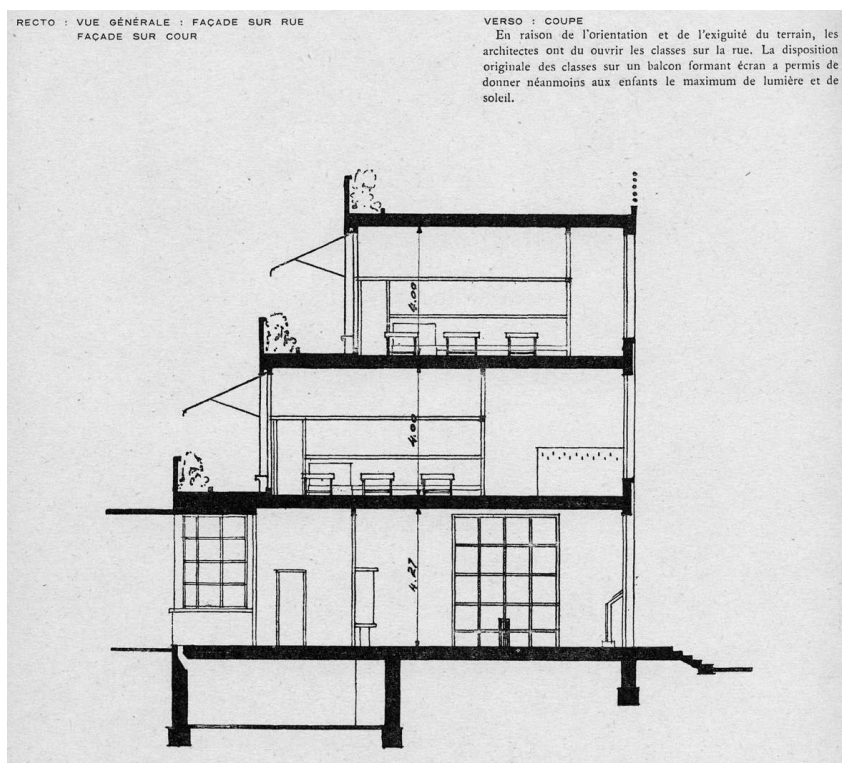 RECTO : VUE GÉNÉRALE : FAÇADE SUR RUE
FAÇADE SUR COUR
VERSO : COUPE
En raison de l'orientation et de l'exiguité du terrain, les
architectes ont du ouvrir les classes sur la rue. La disposition
originale des classes sur un balcon formant écran a permis de
donner néanmoins aux enfants le maximum de lumière et de
soleil.
4.00
4.00
4.27